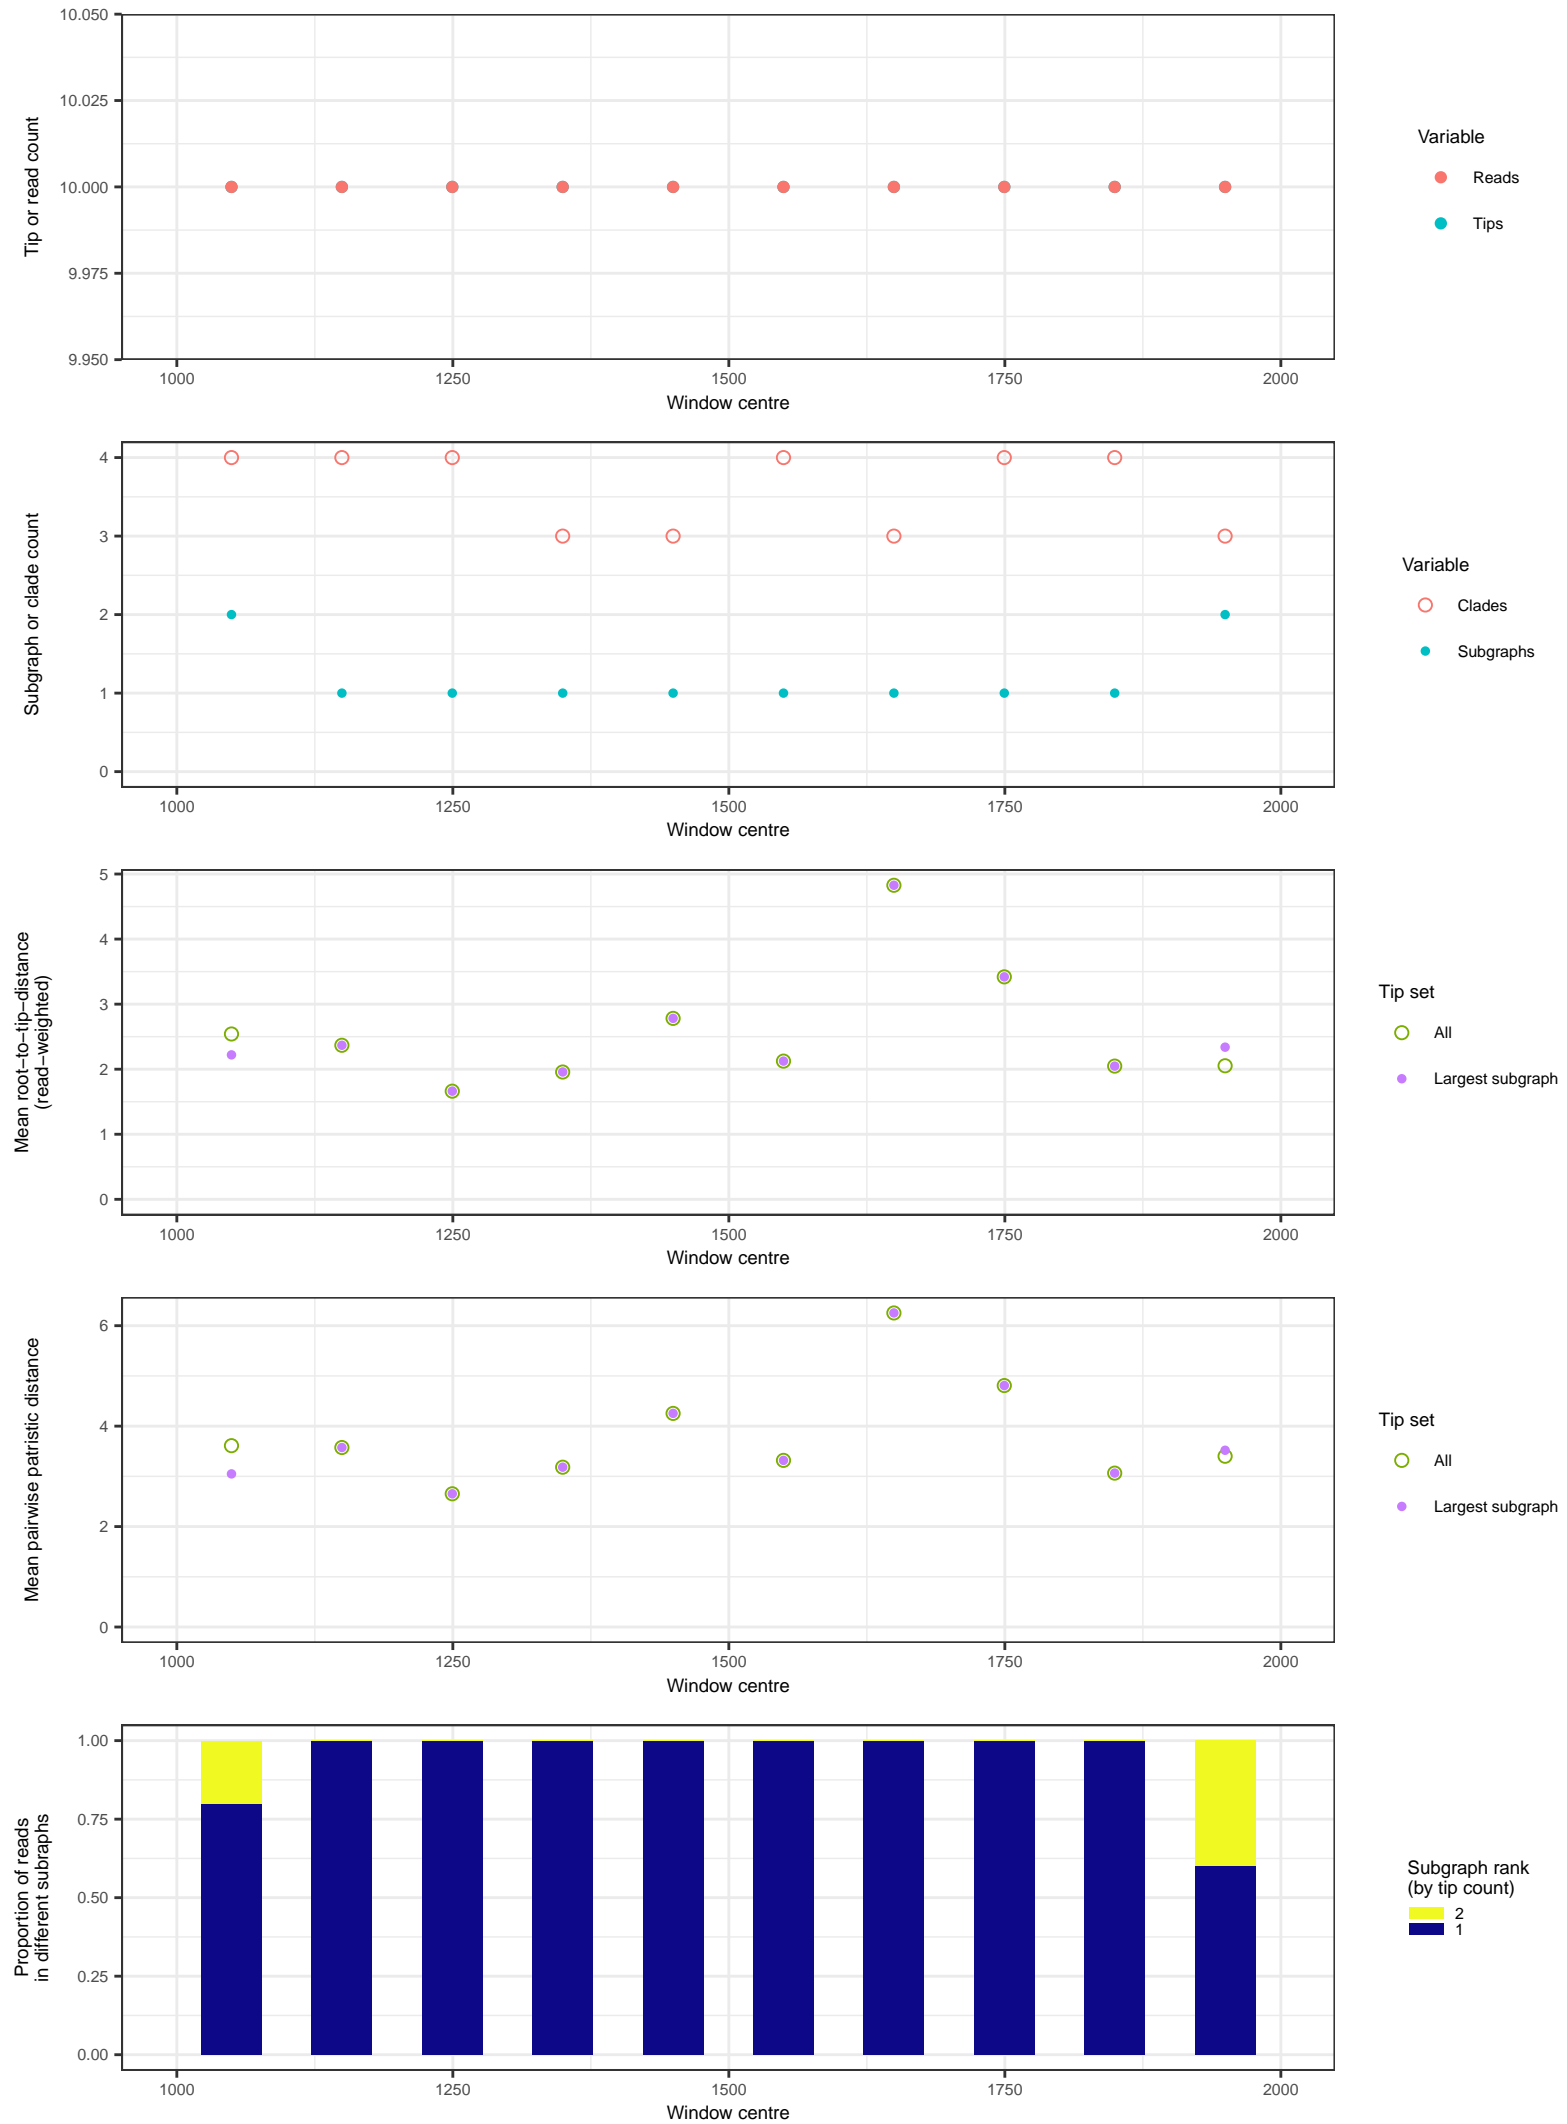 10.050
10.025
10.000
9.975
9.950
Tip or read count
1000 1250 1500 1750 2000
Window centre
Variable
Reads
Tips
4
3
2
1
0
Subgraph or clade count
1000 1250 1500 1750 2000
Window centre
Variable
Clades
Subgraphs
5
4
3
2
1
0
Mean root−to−tip−distance
(read−weighted)
1000 1250 1500 1750 2000
Window centre
Tip set
All
Largest subgraph
6
4
2
0
Mean pairwise patristic distance
1000 1250 1500 1750 2000
Window centre
Tip set
All
Largest subgraph
1.00
0.75
0.50
0.25
0.00
Proportion of reads
in different subraphs
1000 1250 1500 1750 2000
Window centre
Subgraph rank
(by tip count)
2
1